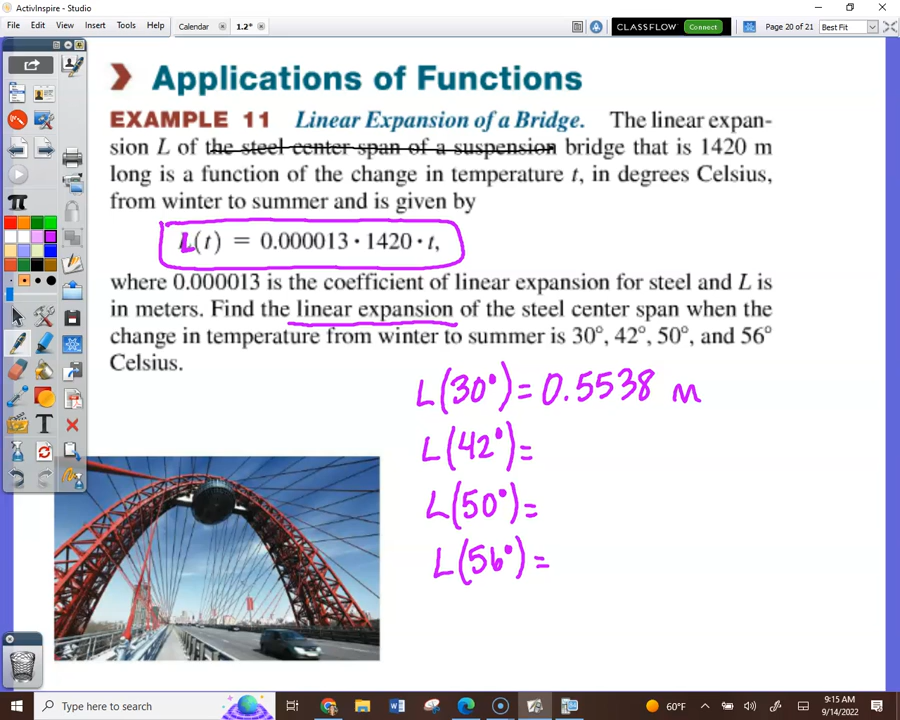 ActivInspire - Studio
File Edit View Insert Tools Help
Calendar 1.2*
CLASSFLOW Connect
Page 20 of 21 Best Fit
Applications of Functions
EXAMPLE 11 Linear Expansion of a Bridge. The linear expan-
sion L of the steel center span of a suspension bridge that is 1420 m
long is a function of the change in temperature t, in degrees Celsius,
from winter to summer and is given by
L(t) = 0.000013 · 1420 · t,
where 0.000013 is the coefficient of linear expansion for steel and L is
in meters. Find the linear expansion of the steel center span when the
change in temperature from winter to summer is 30°, 42°, 50°, and 56°
Celsius.
L(30°) = 0.5538 m
L(42°) =
L(50°) =
L(56°) =
Type here to search
60°F
9:15 AM
9/14/2022